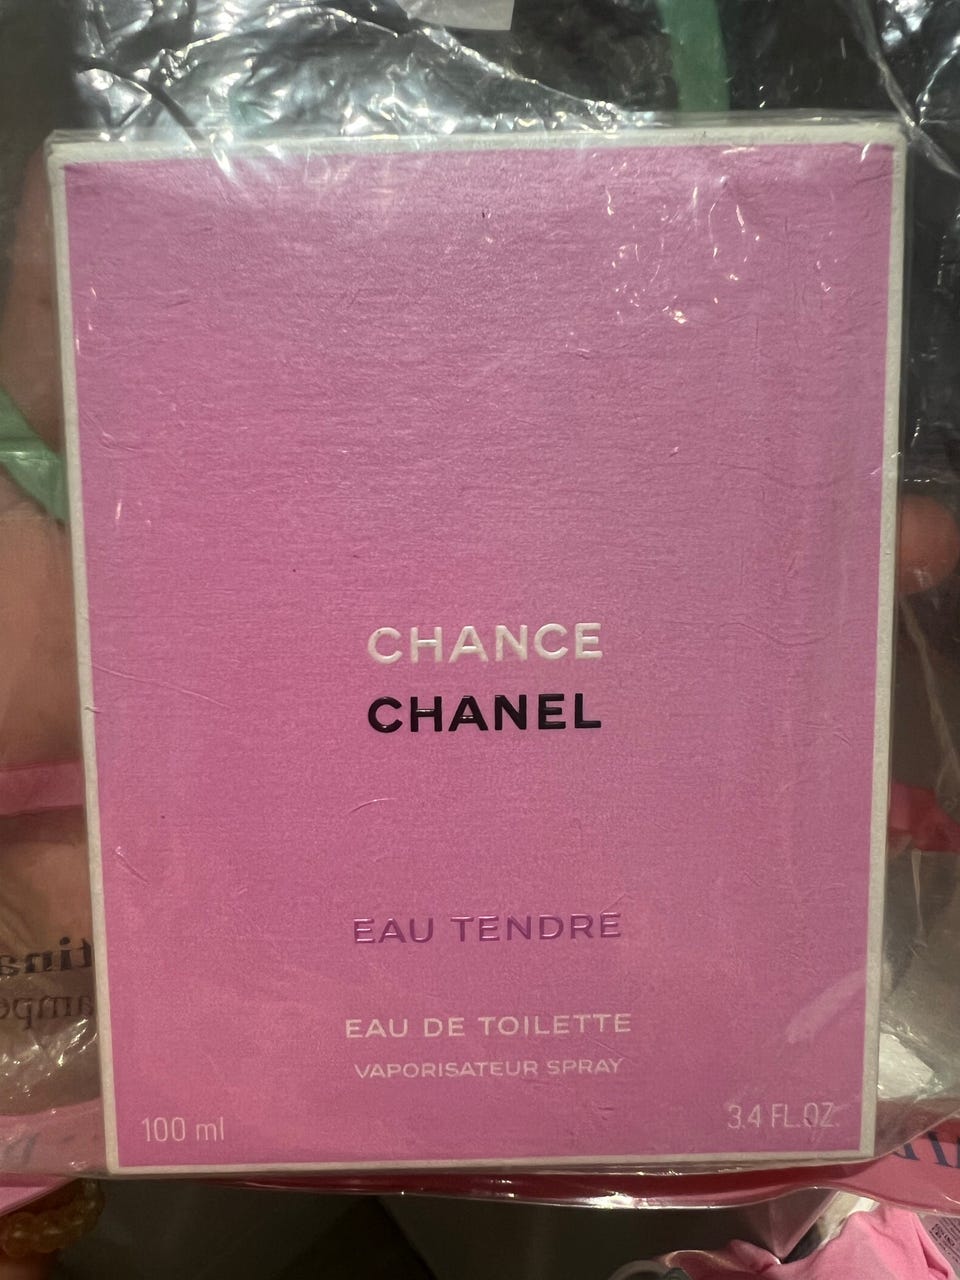 CHANCE
CHANEL
EAU TENDRE
EAU DE TOILETTE
VAPORISATEUR SPRAY
100 ml
3.4 FL.OZ.